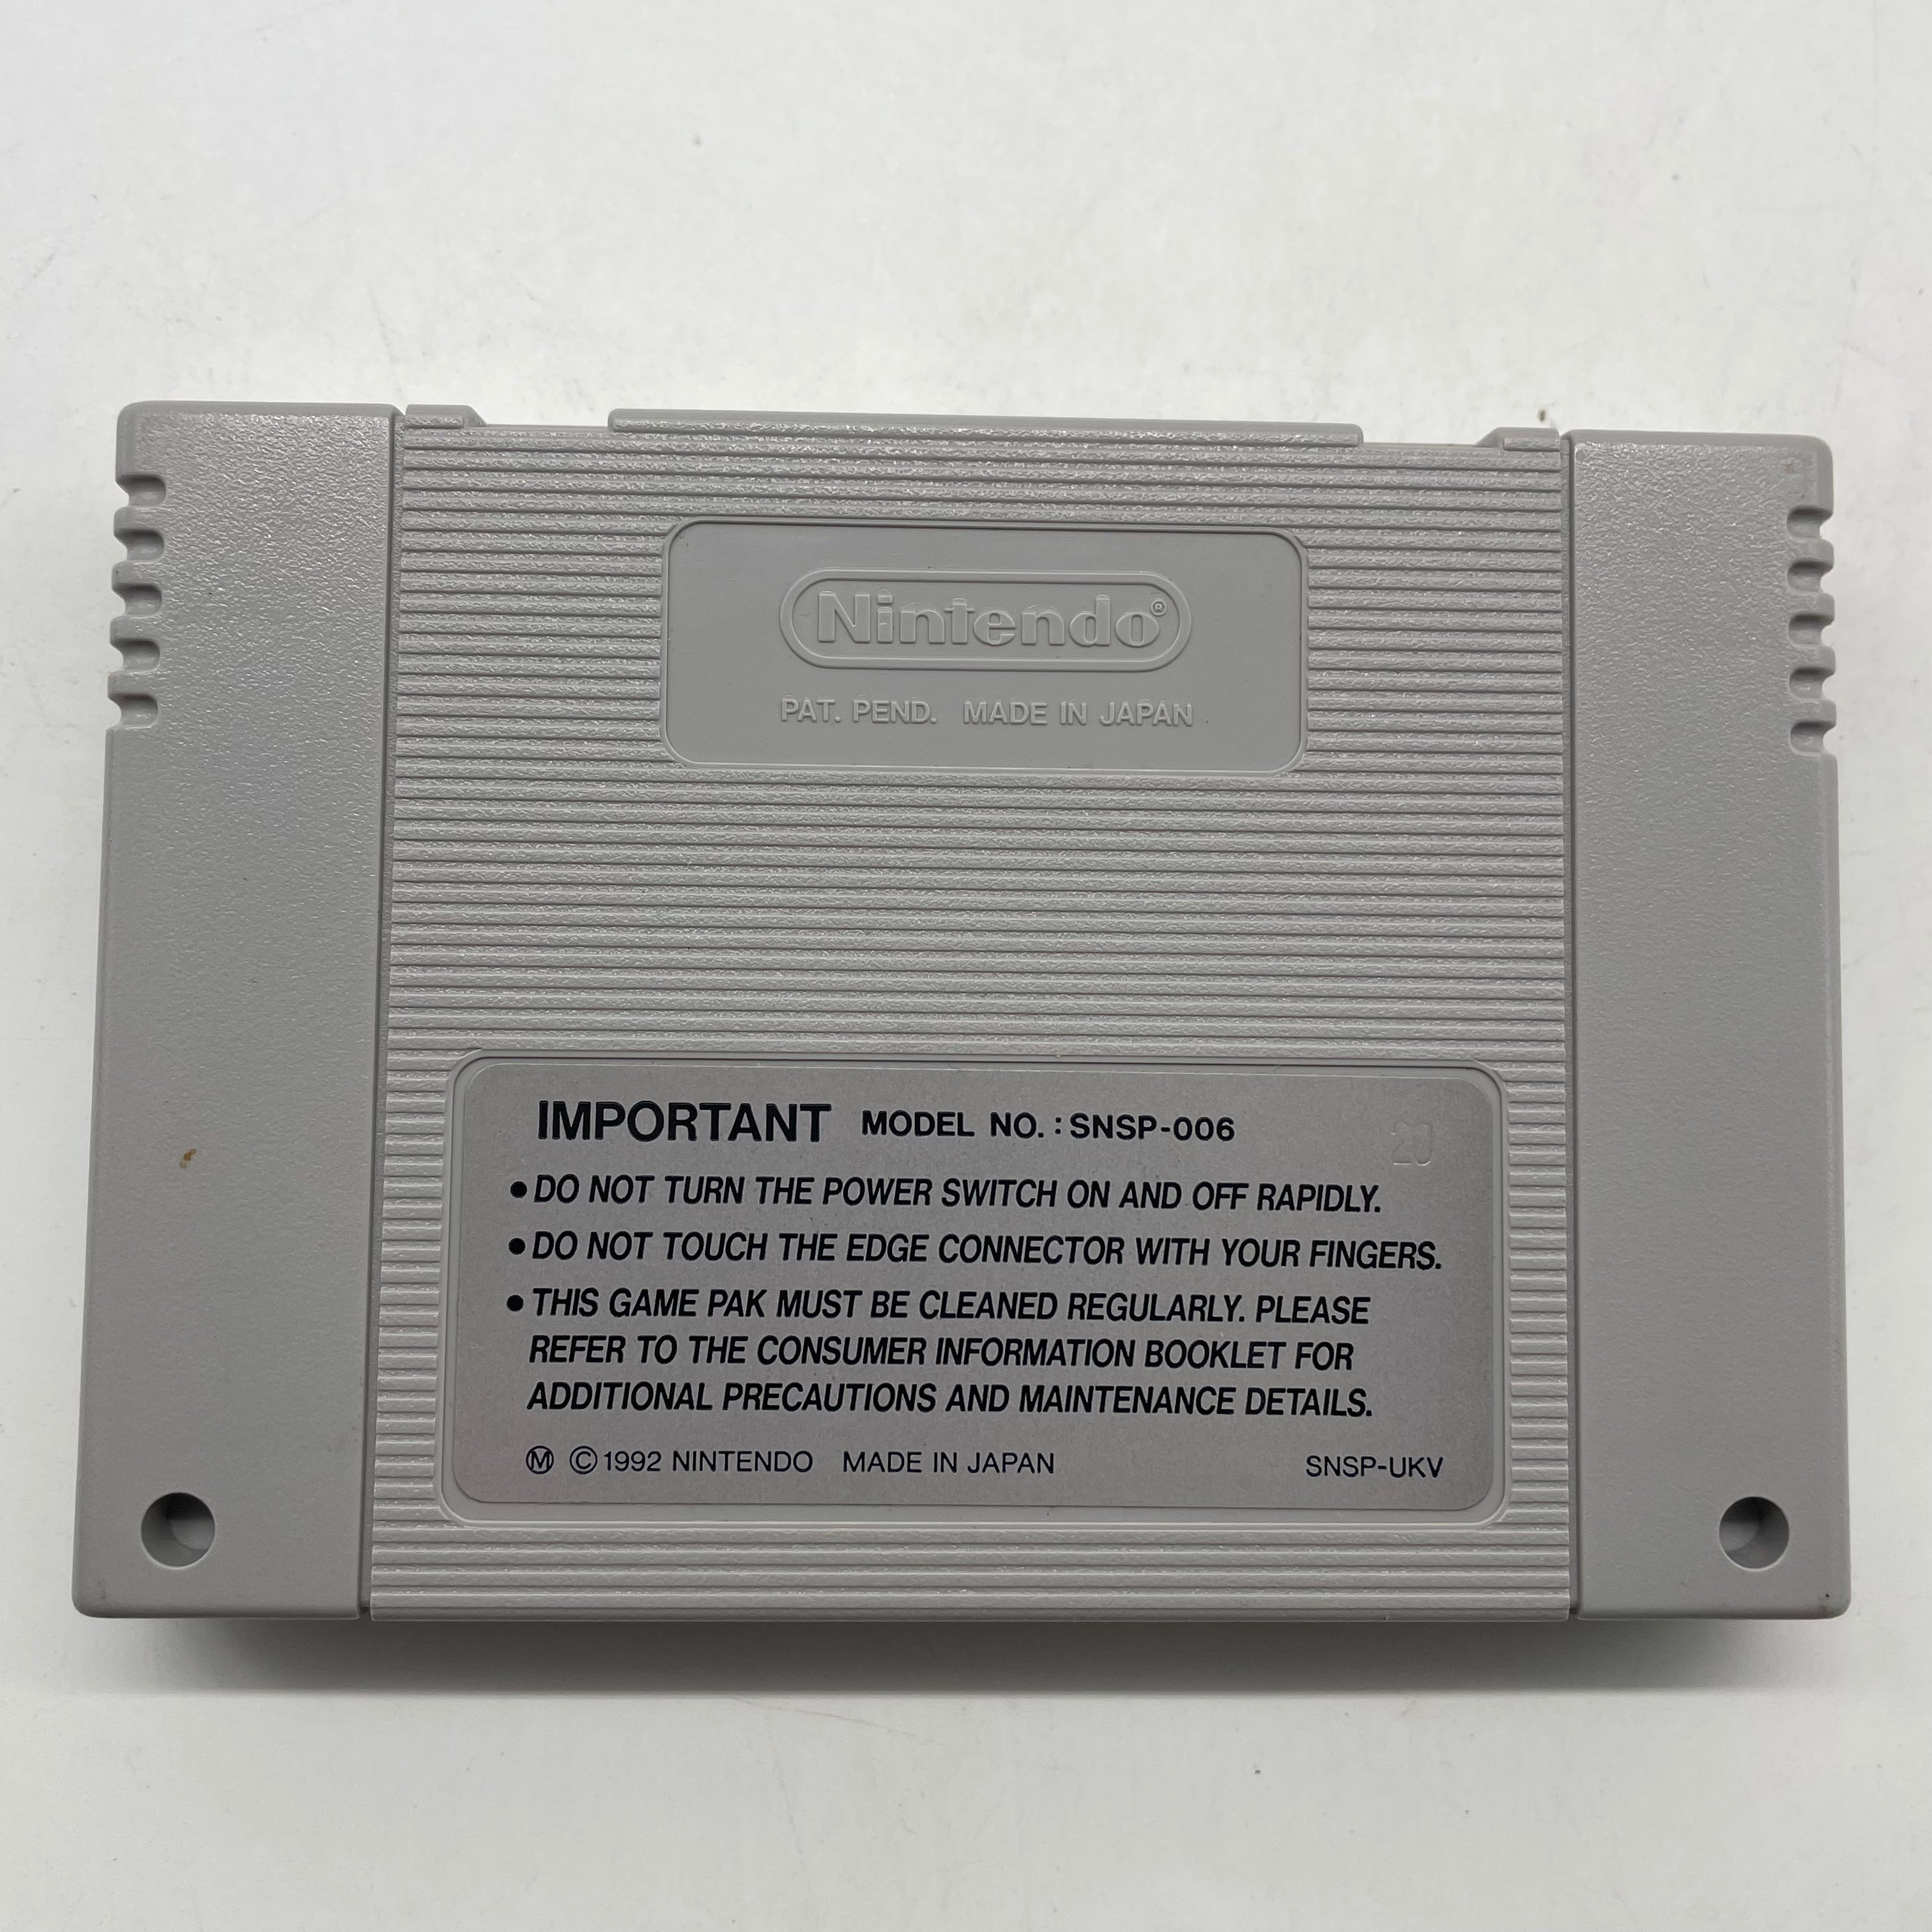 Nintendo®
PAT. PEND. MADE IN JAPAN
IMPORTANT MODEL NO. : SNSP-006
20
● DO NOT TURN THE POWER SWITCH ON AND OFF RAPIDLY.
● DO NOT TOUCH THE EDGE CONNECTOR WITH YOUR FINGERS.
● THIS GAME PAK MUST BE CLEANED REGULARLY. PLEASE
REFER TO THE CONSUMER INFORMATION BOOKLET FOR
ADDITIONAL PRECAUTIONS AND MAINTENANCE DETAILS.
Ⓜ ©1992 NINTENDO MADE IN JAPAN SNSP-UKV